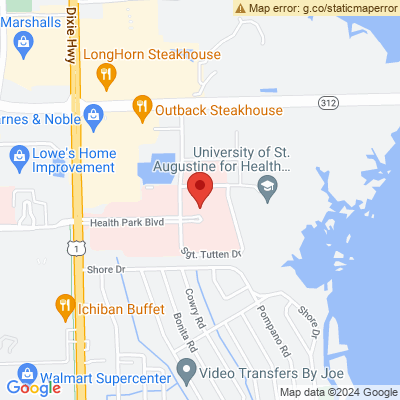 Map error: g.co/staticmaperror
Marshalls
Dixie Hwy
LongHorn Steakhouse
312
Outback Steakhouse
arnes & Noble
Lowe's Home
Improvement
University of St.
Augustine for Health...
Health Park Blvd
1
S
t. Tutten Dr
Shore Dr
Ichiban Buffet
Cowry Rd
Bonita Rd
Pompano Rd
Shore Dr
Walmart Supercenter
Video Transfers By Joe
Google
Map data ©2024 Google